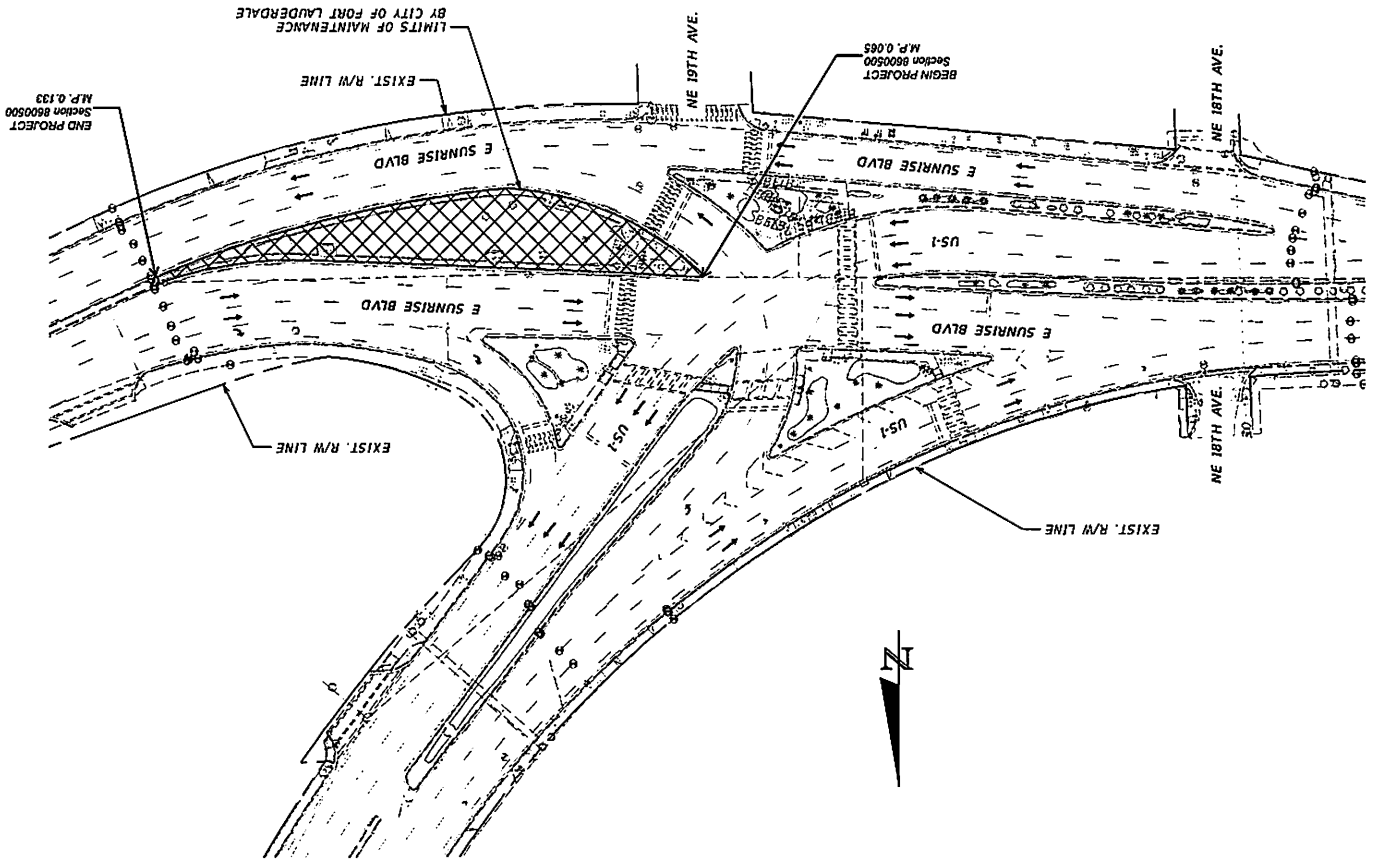 N
EXIST. R/W LINE
NE 18TH AVE.
US-1
US-1
EXIST. R/W LINE
E SUNRISE BLVD
E SUNRISE BLVD
US-1
E SUNRISE BLVD
E SUNRISE BLVD
NE 18TH AVE.
BEGIN PROJECT
Section 8600500
M.P. 0.065
NE 19TH AVE.
END PROJECT
Section 8600500
M.P. 0.133
EXIST. R/W LINE
LIMITS OF MAINTENANCE
BY CITY OF FORT LAUDERDALE